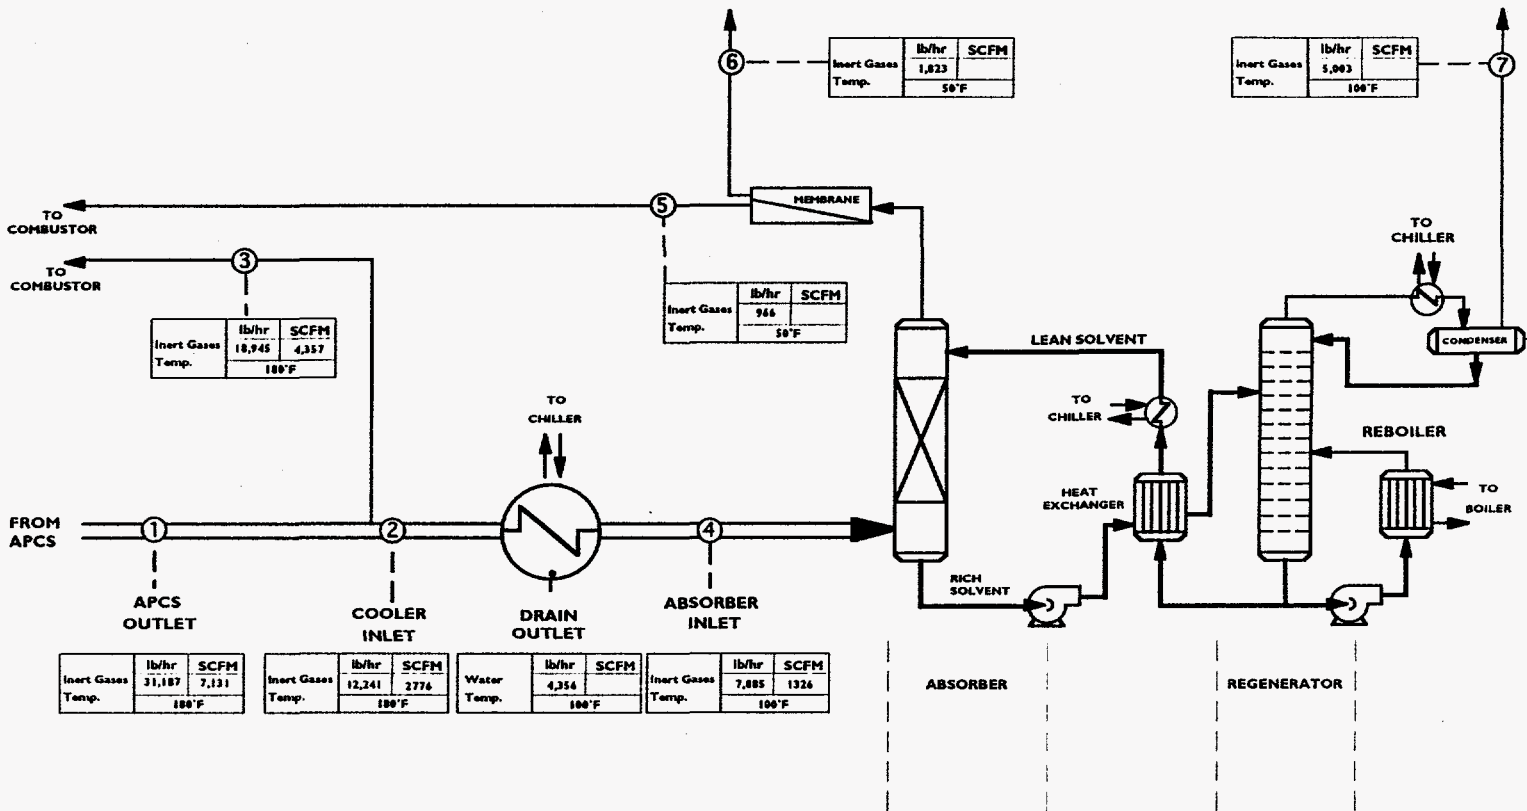 6
lb/hr SCFM
Inert Gases 1,823
Temp. 50°F
lb/hr SCFM
Inert Gases 5,003
Temp. 100°F
7
MEMBRANE
5
TO
COMBUSTOR
3
TO
COMBUSTOR
TO
CHILLER
lb/hr SCFM
Inert Gases 966
Temp. 50°F
lb/hr SCFM
Inert Gases 18,945 4,357
Temp. 180°F
LEAN SOLVENT
CONDENSER
TO
CHILLER
TO
CHILLER
REBOILER
HEAT
EXCHANGER
TO
BOILER
FROM
APCS
1
2
4
RICH
SOLVENT
APCS
OUTLET
COOLER
INLET
DRAIN
OUTLET
ABSORBER
INLET
lb/hr SCFM
Inert Gases 31,187 7,131
Temp. 180°F
lb/hr SCFM
Inert Gases 12,241 2776
Temp. 180°F
lb/hr SCFM
Water 4,356
Temp. 100°F
lb/hr SCFM
Inert Gases 7,885 1326
Temp. 100°F
ABSORBER
REGENERATOR